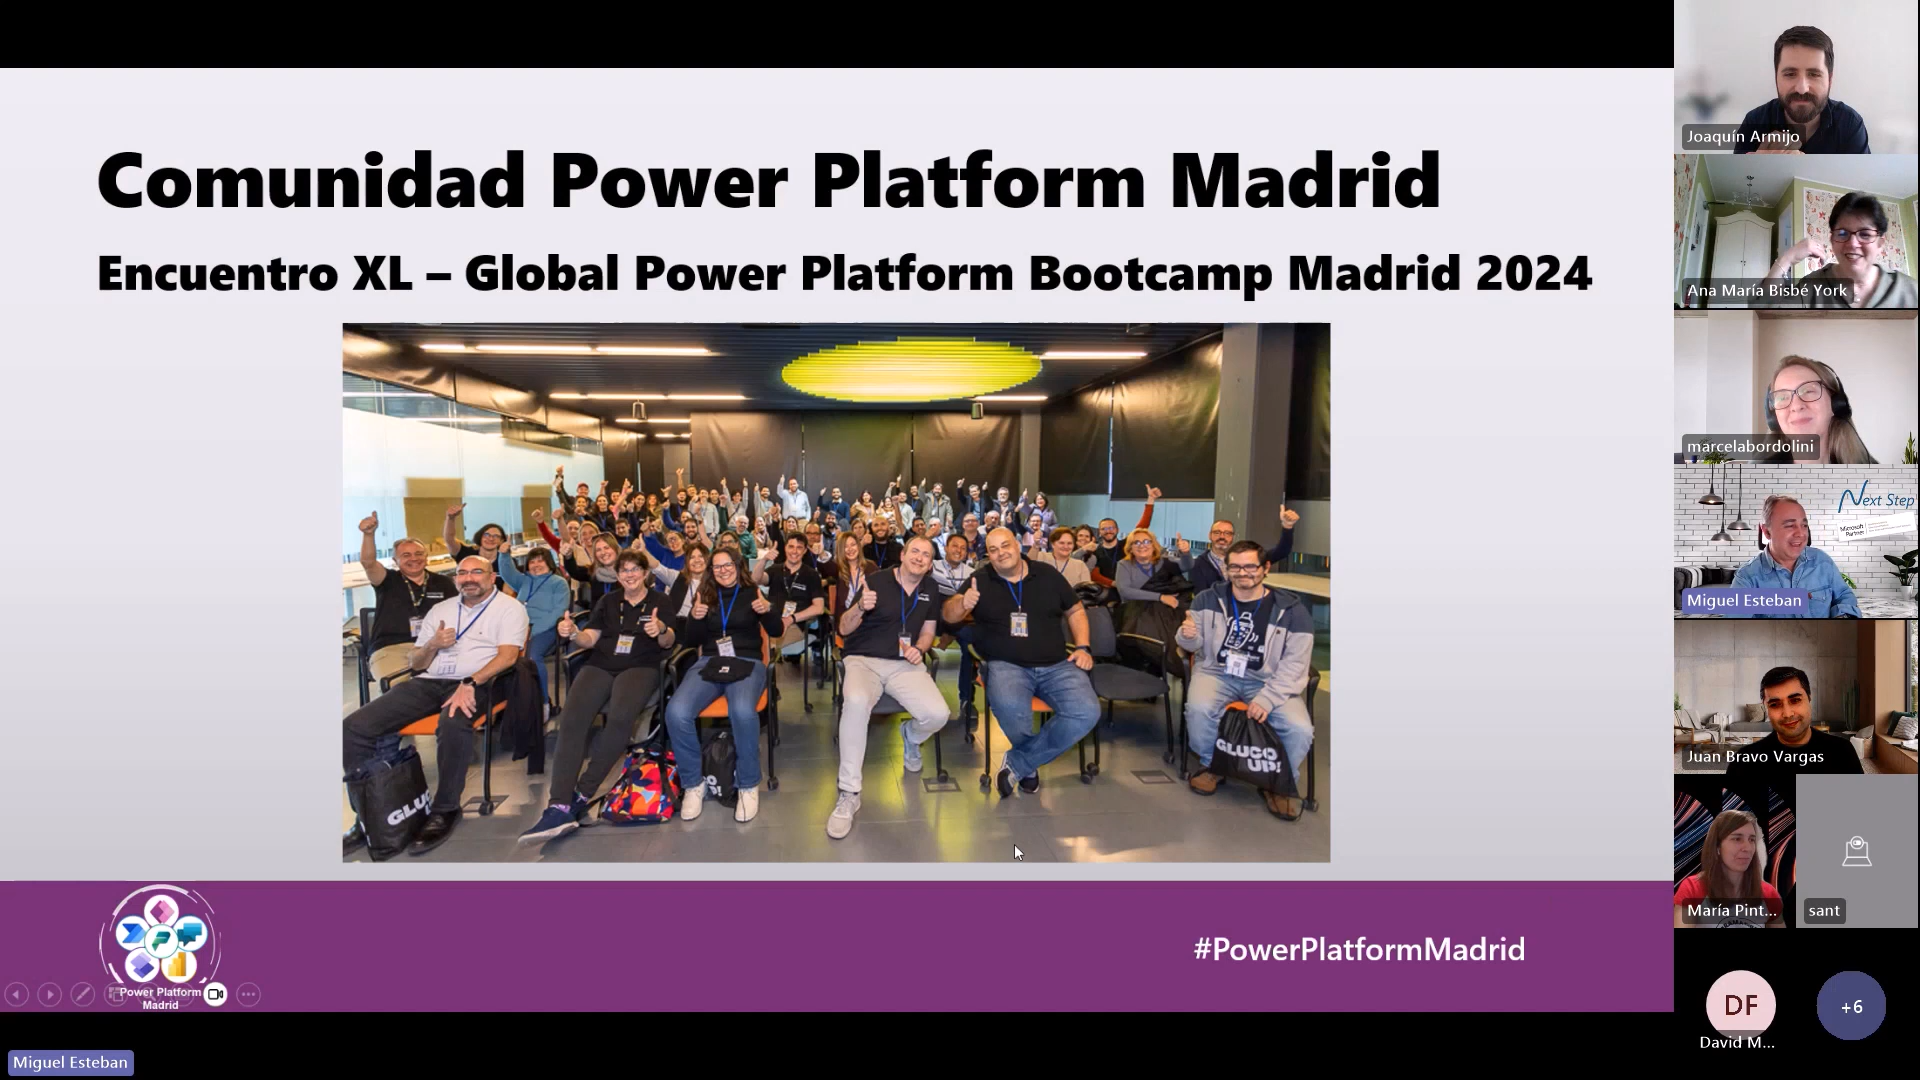 Comunidad Power Platform Madrid
Encuentro XL – Global Power Platform Bootcamp Madrid 2024
GLUCO
UP!
#PowerPlatformMadrid
Power Platform
Madrid
Miguel Esteban
Joaquín Armijo
Ana María Bisbé York
marcelabordolini
Next Step
Microsoft
Partner
Miguel Esteban
Juan Bravo Vargas
María Pint...
sant
DF
David M...
+6